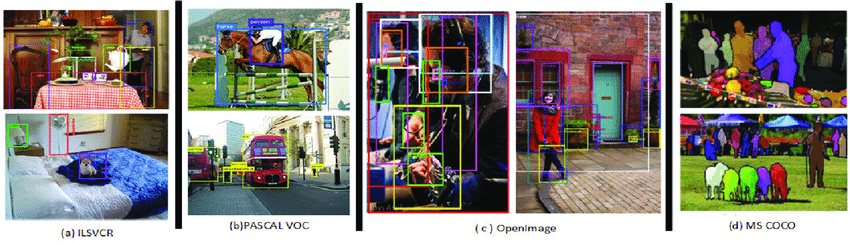 horse
person
(a) ILSVCR
(b)PASCAL VOC
( c ) OpenImage
(d) MS COCO